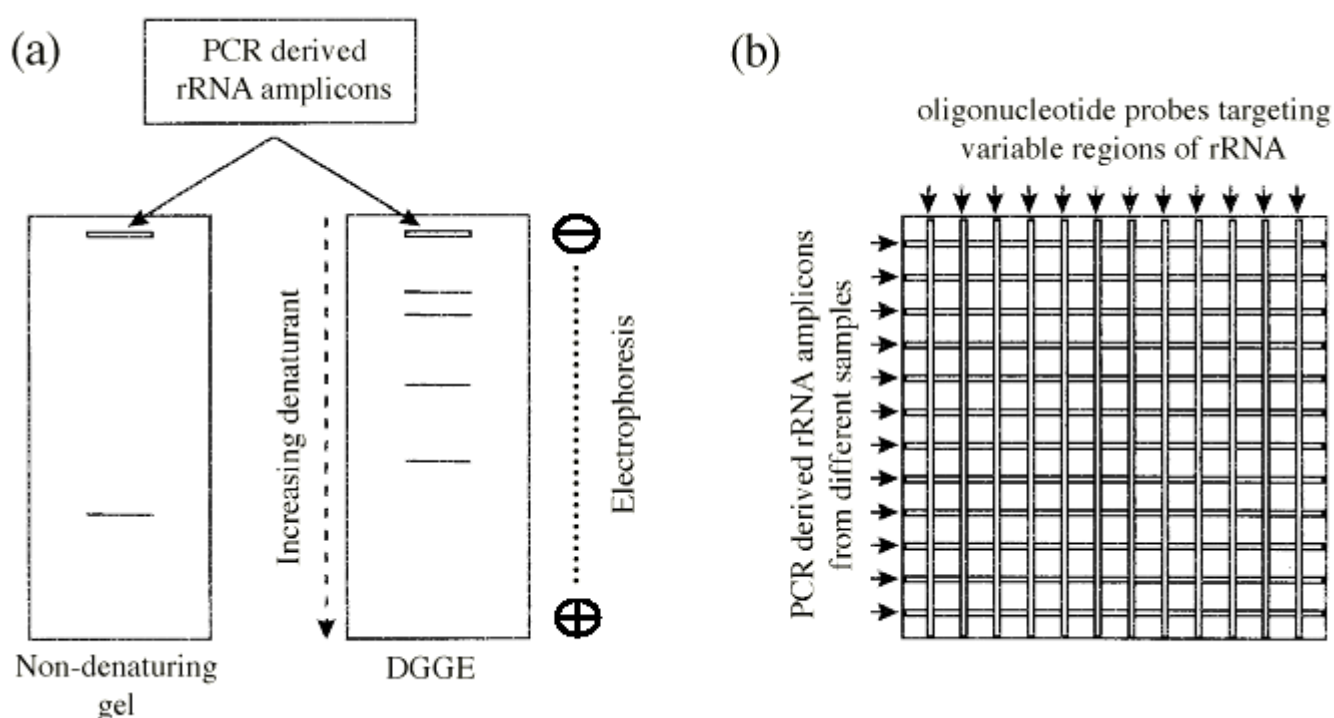 (a)
PCR derived
rRNA amplicons
Increasing denaturant
Electrophoresis
Non-denaturing
gel
DGGE
(b)
oligonucleotide probes targeting
variable regions of rRNA
PCR derived rRNA amplicons
from different samples